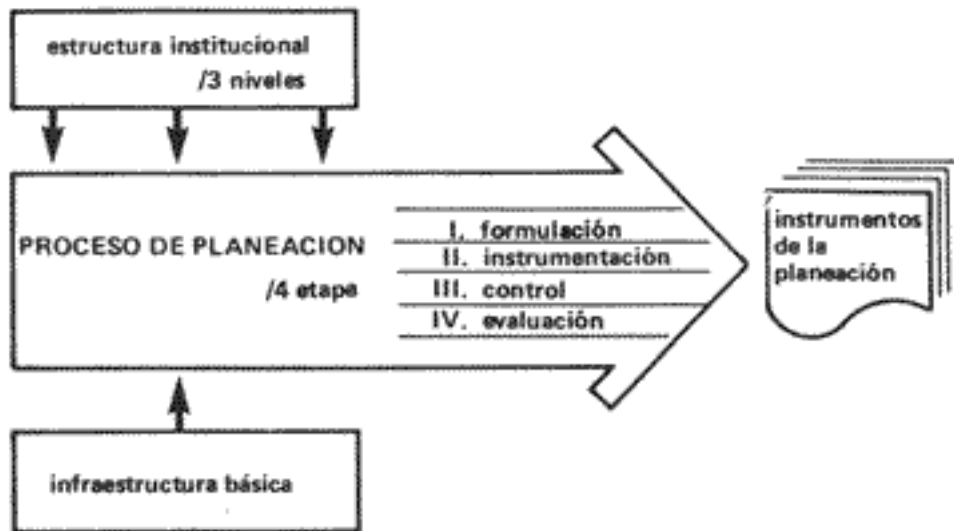 estructura institucional
/3 niveles
PROCESO DE PLANEACION
/4 etapa
I. formulación
II. instrumentación
III. control
IV. evaluación
instrumentos
de la
planeación
infraestructura básica